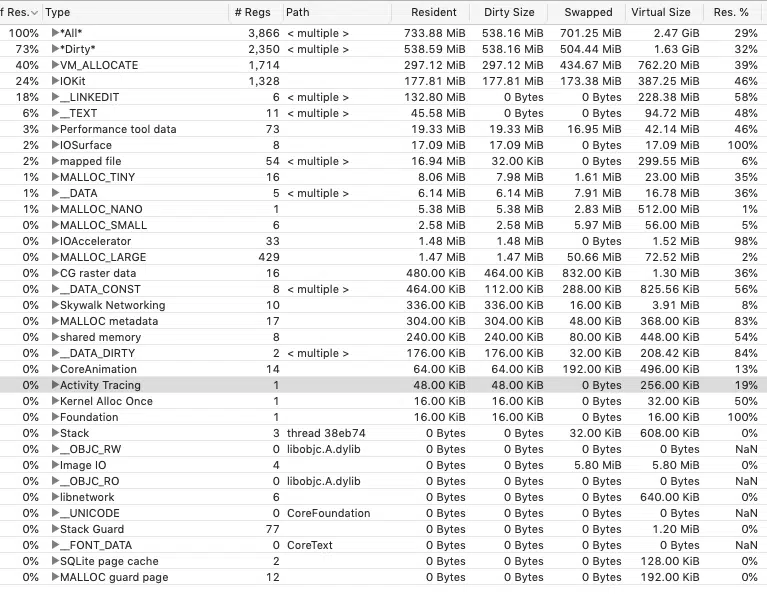 f Res. Type # Regs Path Resident Dirty Size Swapped Virtual Size Res. %
100% *All* 3,866 < multiple > 733.88 MiB 538.16 MiB 701.25 MiB 2.47 GiB 29%
73% *Dirty* 2,350 < multiple > 538.59 MiB 538.16 MiB 504.44 MiB 1.63 GiB 32%
40% VM_ALLOCATE 1,714 297.12 MiB 297.12 MiB 434.67 MiB 762.20 MiB 39%
24% IOKit 1,328 177.81 MiB 177.81 MiB 173.38 MiB 387.25 MiB 46%
18% __LINKEDIT 6 < multiple > 132.80 MiB 0 Bytes 0 Bytes 228.38 MiB 58%
6% __TEXT 11 < multiple > 45.58 MiB 0 Bytes 0 Bytes 94.72 MiB 48%
3% Performance tool data 73 19.33 MiB 19.33 MiB 16.95 MiB 42.14 MiB 46%
2% IOSurface 8 17.09 MiB 17.09 MiB 0 Bytes 17.09 MiB 100%
2% mapped file 54 < multiple > 16.94 MiB 32.00 KiB 0 Bytes 299.55 MiB 6%
1% MALLOC_TINY 16 8.06 MiB 7.98 MiB 1.61 MiB 23.00 MiB 35%
1% __DATA 5 < multiple > 6.14 MiB 6.14 MiB 7.91 MiB 16.78 MiB 36%
1% MALLOC_NANO 1 5.38 MiB 5.38 MiB 2.83 MiB 512.00 MiB 1%
0% MALLOC_SMALL 6 2.58 MiB 2.58 MiB 5.97 MiB 56.00 MiB 5%
0% IOAccelerator 33 1.48 MiB 1.48 MiB 0 Bytes 1.52 MiB 98%
0% MALLOC_LARGE 429 1.47 MiB 1.47 MiB 50.66 MiB 72.52 MiB 2%
0% CG raster data 16 480.00 KiB 464.00 KiB 832.00 KiB 1.30 MiB 36%
0% __DATA_CONST 8 < multiple > 464.00 KiB 112.00 KiB 288.00 KiB 825.56 KiB 56%
0% Skywalk Networking 10 336.00 KiB 336.00 KiB 16.00 KiB 3.91 MiB 8%
0% MALLOC metadata 17 304.00 KiB 304.00 KiB 48.00 KiB 368.00 KiB 83%
0% shared memory 8 240.00 KiB 240.00 KiB 80.00 KiB 448.00 KiB 54%
0% __DATA_DIRTY 2 < multiple > 176.00 KiB 176.00 KiB 32.00 KiB 208.42 KiB 84%
0% CoreAnimation 14 64.00 KiB 64.00 KiB 192.00 KiB 496.00 KiB 13%
0% Activity Tracing 1 48.00 KiB 48.00 KiB 0 Bytes 256.00 KiB 19%
0% Kernel Alloc Once 1 16.00 KiB 16.00 KiB 0 Bytes 32.00 KiB 50%
0% Foundation 1 16.00 KiB 16.00 KiB 0 Bytes 16.00 KiB 100%
0% Stack 3 thread 38eb74 0 Bytes 0 Bytes 32.00 KiB 608.00 KiB 0%
0% __OBJC_RW 0 libobjc.A.dylib 0 Bytes 0 Bytes 0 Bytes 0 Bytes NaN
0% Image IO 4 0 Bytes 0 Bytes 5.80 MiB 5.80 MiB 0%
0% __OBJC_RO 0 libobjc.A.dylib 0 Bytes 0 Bytes 0 Bytes 0 Bytes NaN
0% libnetwork 6 0 Bytes 0 Bytes 0 Bytes 640.00 KiB 0%
0% __UNICODE 0 CoreFoundation 0 Bytes 0 Bytes 0 Bytes 0 Bytes NaN
0% Stack Guard 77 0 Bytes 0 Bytes 0 Bytes 1.20 MiB 0%
0% __FONT_DATA 0 CoreText 0 Bytes 0 Bytes 0 Bytes 0 Bytes NaN
0% SQLite page cache 2 0 Bytes 0 Bytes 0 Bytes 128.00 KiB 0%
0% MALLOC guard page 12 0 Bytes 0 Bytes 0 Bytes 192.00 KiB 0%